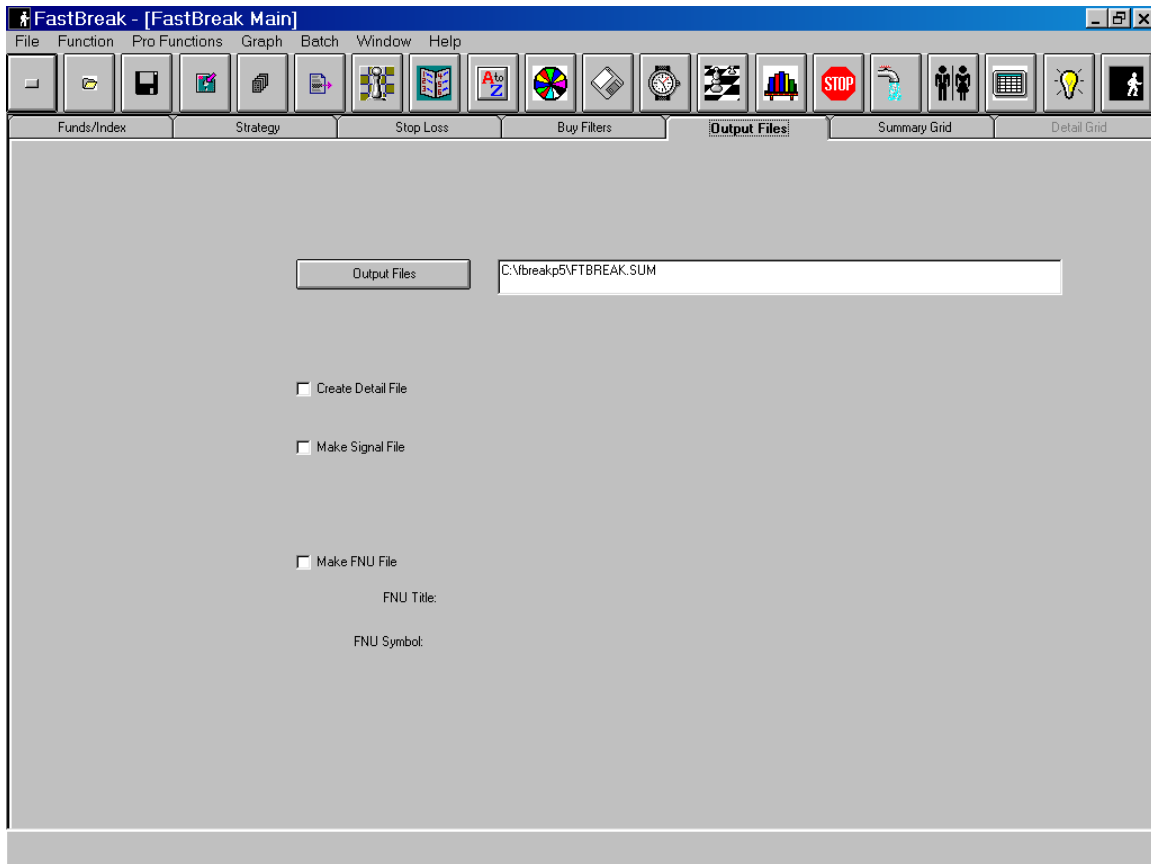 FastBreak - [FastBreak Main]
File Function Pro Functions Graph Batch Window Help
A to Z
STOP
Funds/Index Strategy Stop Loss Buy Filters Output Files Summary Grid Detail Grid
Output Files C:\fbreakp5\FTBREAK.SUM
Create Detail File
Make Signal File
Make FNU File
FNU Title:
FNU Symbol: